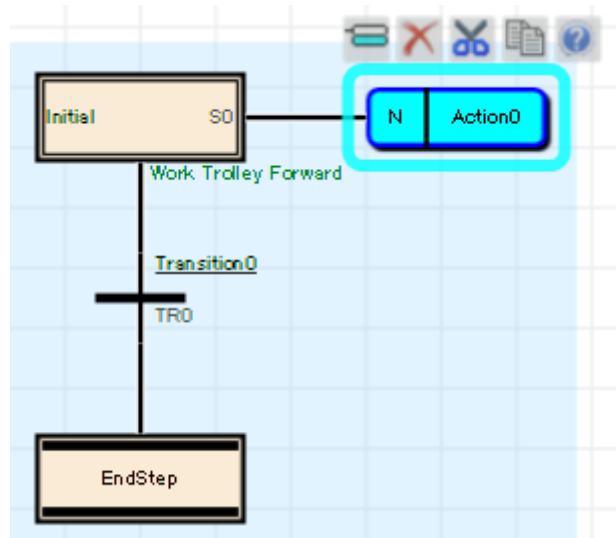 Initial S0 N Action0
Work Trolley Forward
Transition0
TR0
EndStep